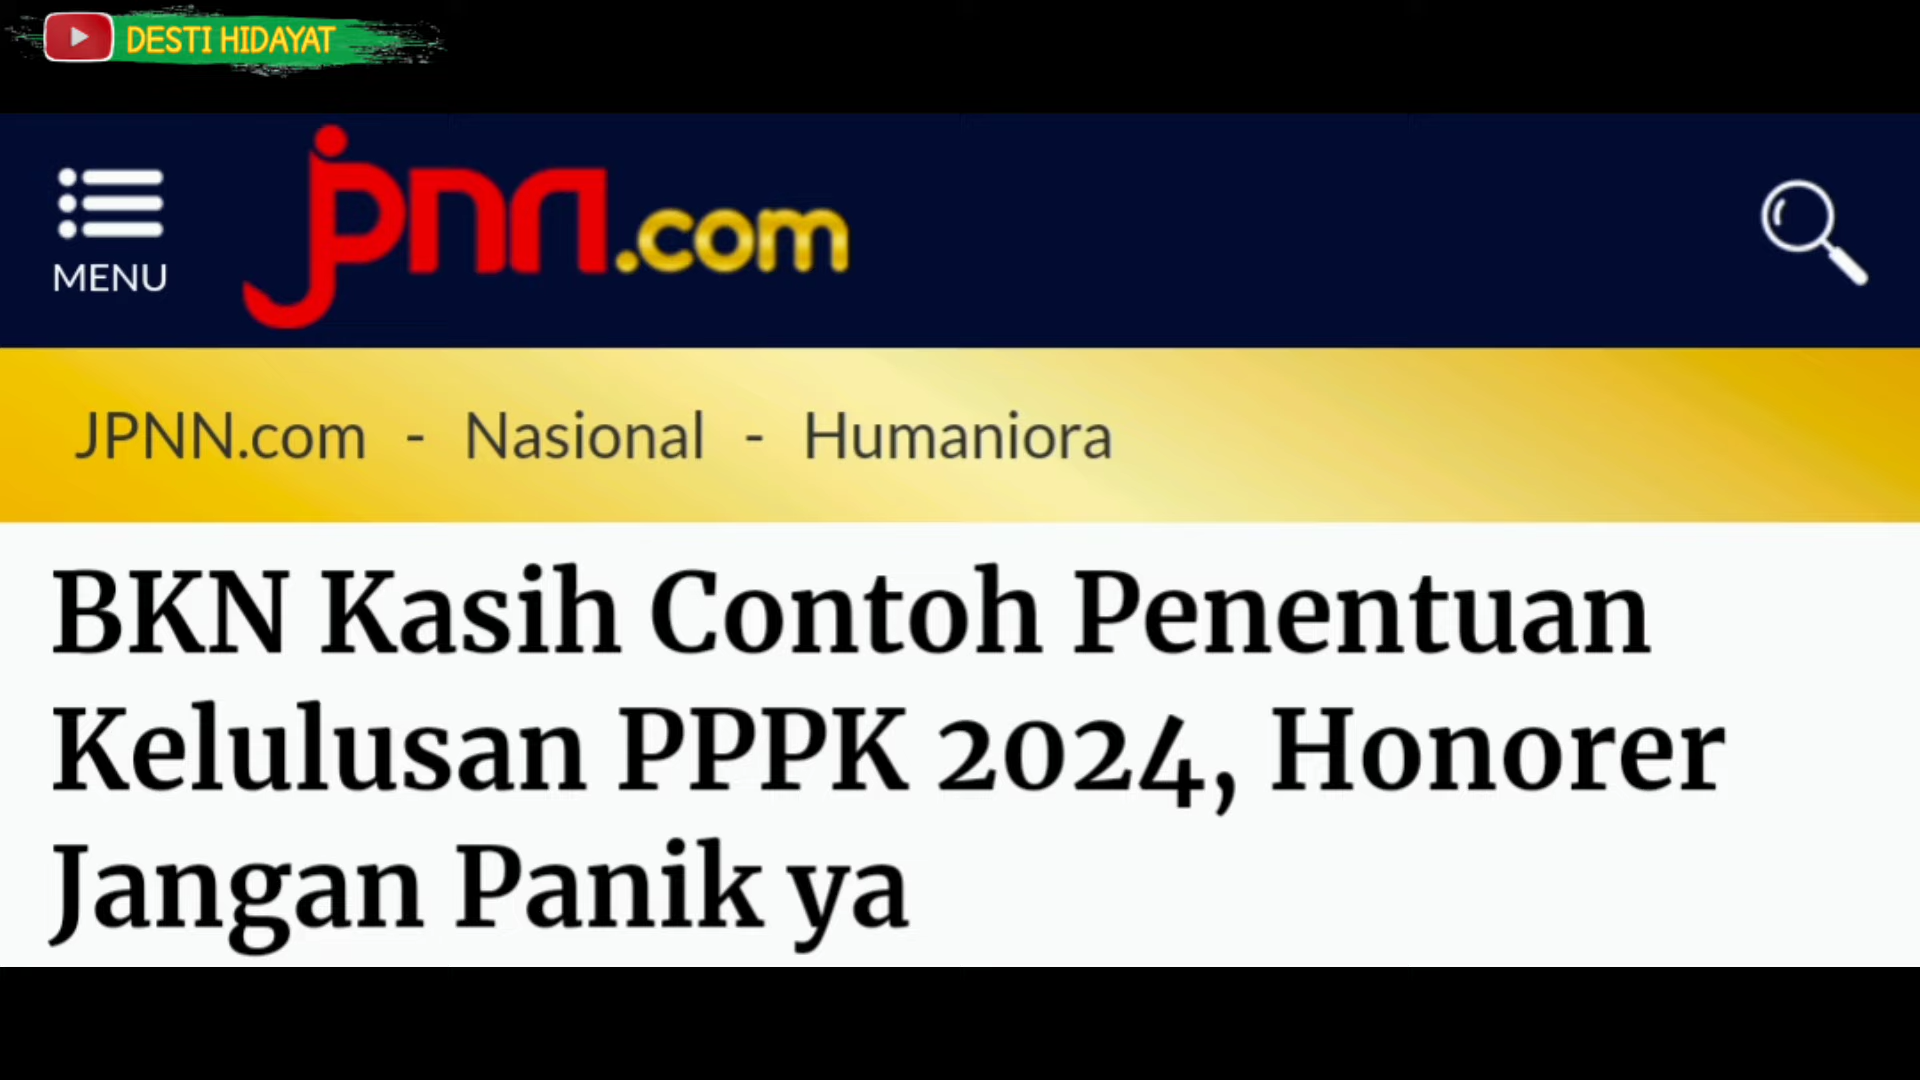 DESTI HIDAYAT
MENU
jpnn.com
JPNN.com - Nasional - Humaniora
BKN Kasih Contoh Penentuan
Kelulusan PPPK 2024, Honorer
Jangan Panik ya